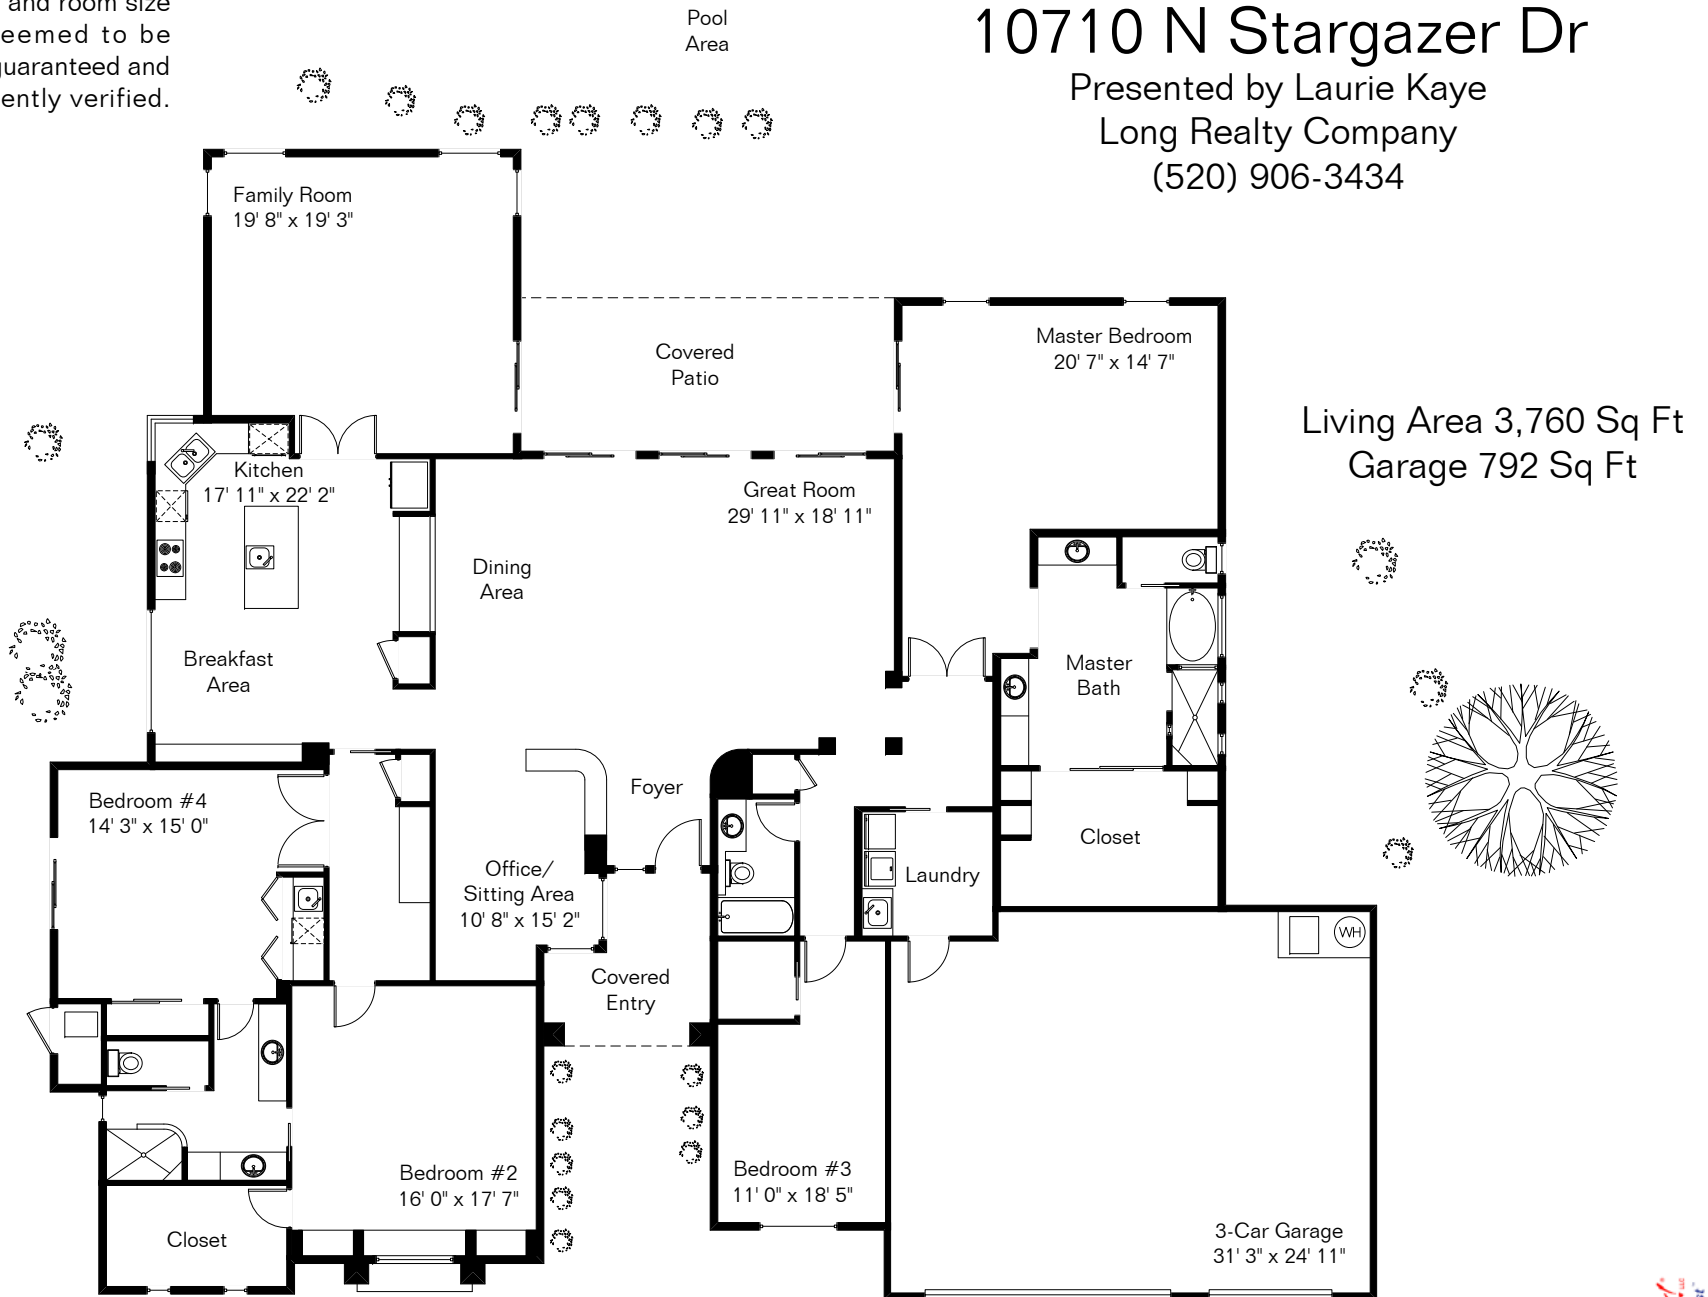 and room size
eemed to be
uaranteed and
ently verified.
Pool
Area
10710 N Stargazer Dr
Presented by Laurie Kaye
Long Realty Company
(520) 906-3434
Family Room
19' 8" x 19' 3"
Covered
Patio
Master Bedroom
20' 7" x 14' 7"
Living Area 3,760 Sq Ft
Garage 792 Sq Ft
Kitchen
17' 11" x 22' 2"
Great Room
29' 11" x 18' 11"
Dining
Area
Breakfast
Area
Master
Bath
Foyer
Bedroom #4
14' 3" x 15' 0"
Closet
Office/
Sitting Area
10' 8" x 15' 2"
Laundry
WH
Covered
Entry
Bedroom #2
16' 0" x 17' 7"
Bedroom #3
11' 0" x 18' 5"
Closet
3-Car Garage
31' 3" x 24' 11"